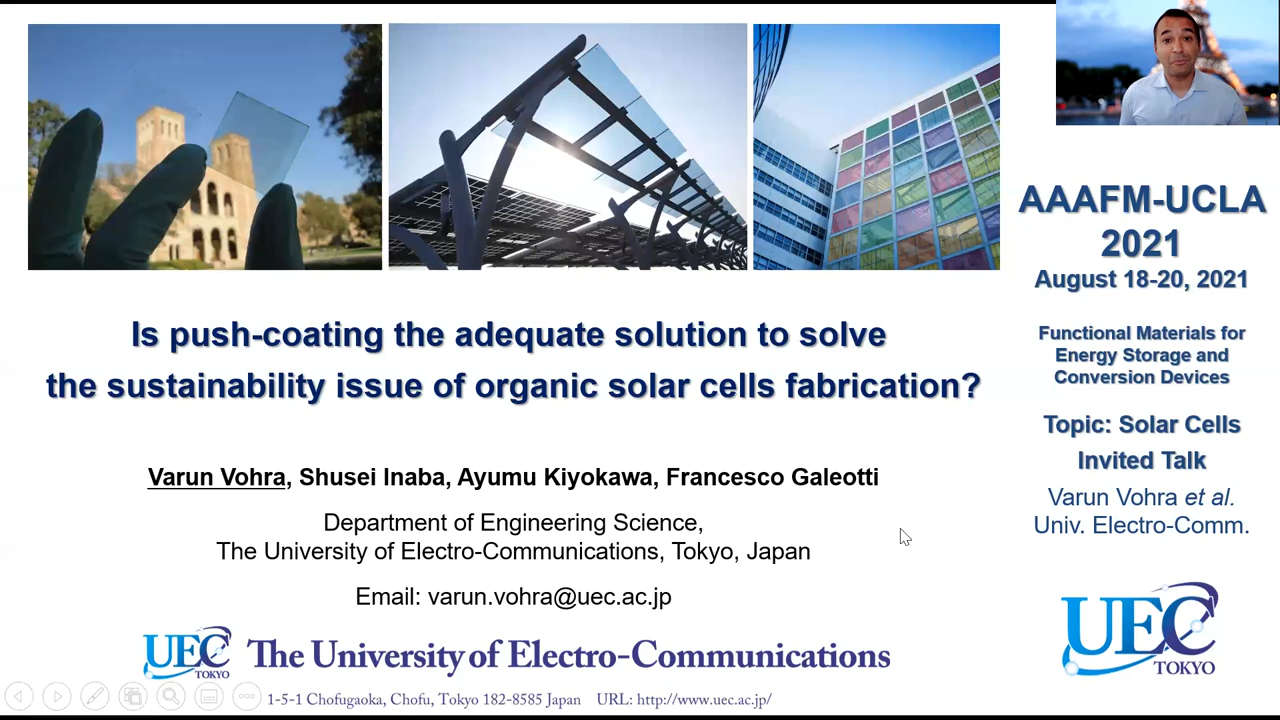 AAAFM-UCLA
2021
August 18-20, 2021
Functional Materials for
Energy Storage and
Conversion Devices
Topic: Solar Cells
Invited Talk
Varun Vohra et al.
Univ. Electro-Comm.
UEC
TOKYO
Is push-coating the adequate solution to solve
the sustainability issue of organic solar cells fabrication?
Varun Vohra, Shusei Inaba, Ayumu Kiyokawa, Francesco Galeotti
Department of Engineering Science,
The University of Electro-Communications, Tokyo, Japan
Email: varun.vohra@uec.ac.jp
UEC
TOKYO
The University of Electro-Communications
1-5-1 Chofugaoka, Chofu, Tokyo 182-8585 Japan URL: http://www.uec.ac.jp/